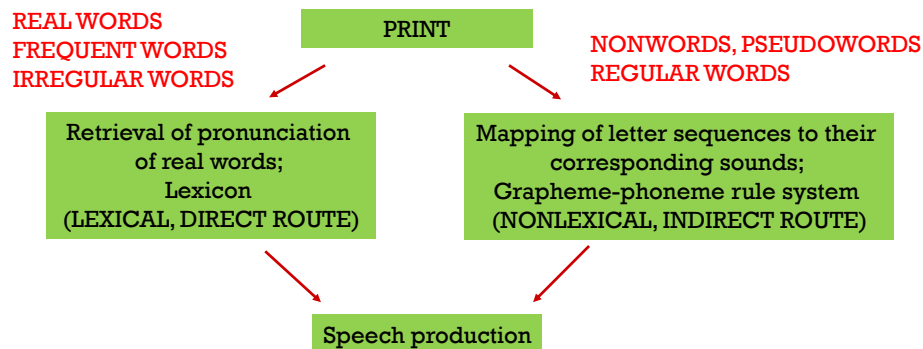 REAL WORDS
FREQUENT WORDS
IRREGULAR WORDS
PRINT
NONWORDS, PSEUDOWORDS
REGULAR WORDS
Retrieval of pronunciation
of real words;
Lexicon
(LEXICAL, DIRECT ROUTE)
Mapping of letter sequences to their
corresponding sounds;
Grapheme-phoneme rule system
(NONLEXICAL, INDIRECT ROUTE)
Speech production